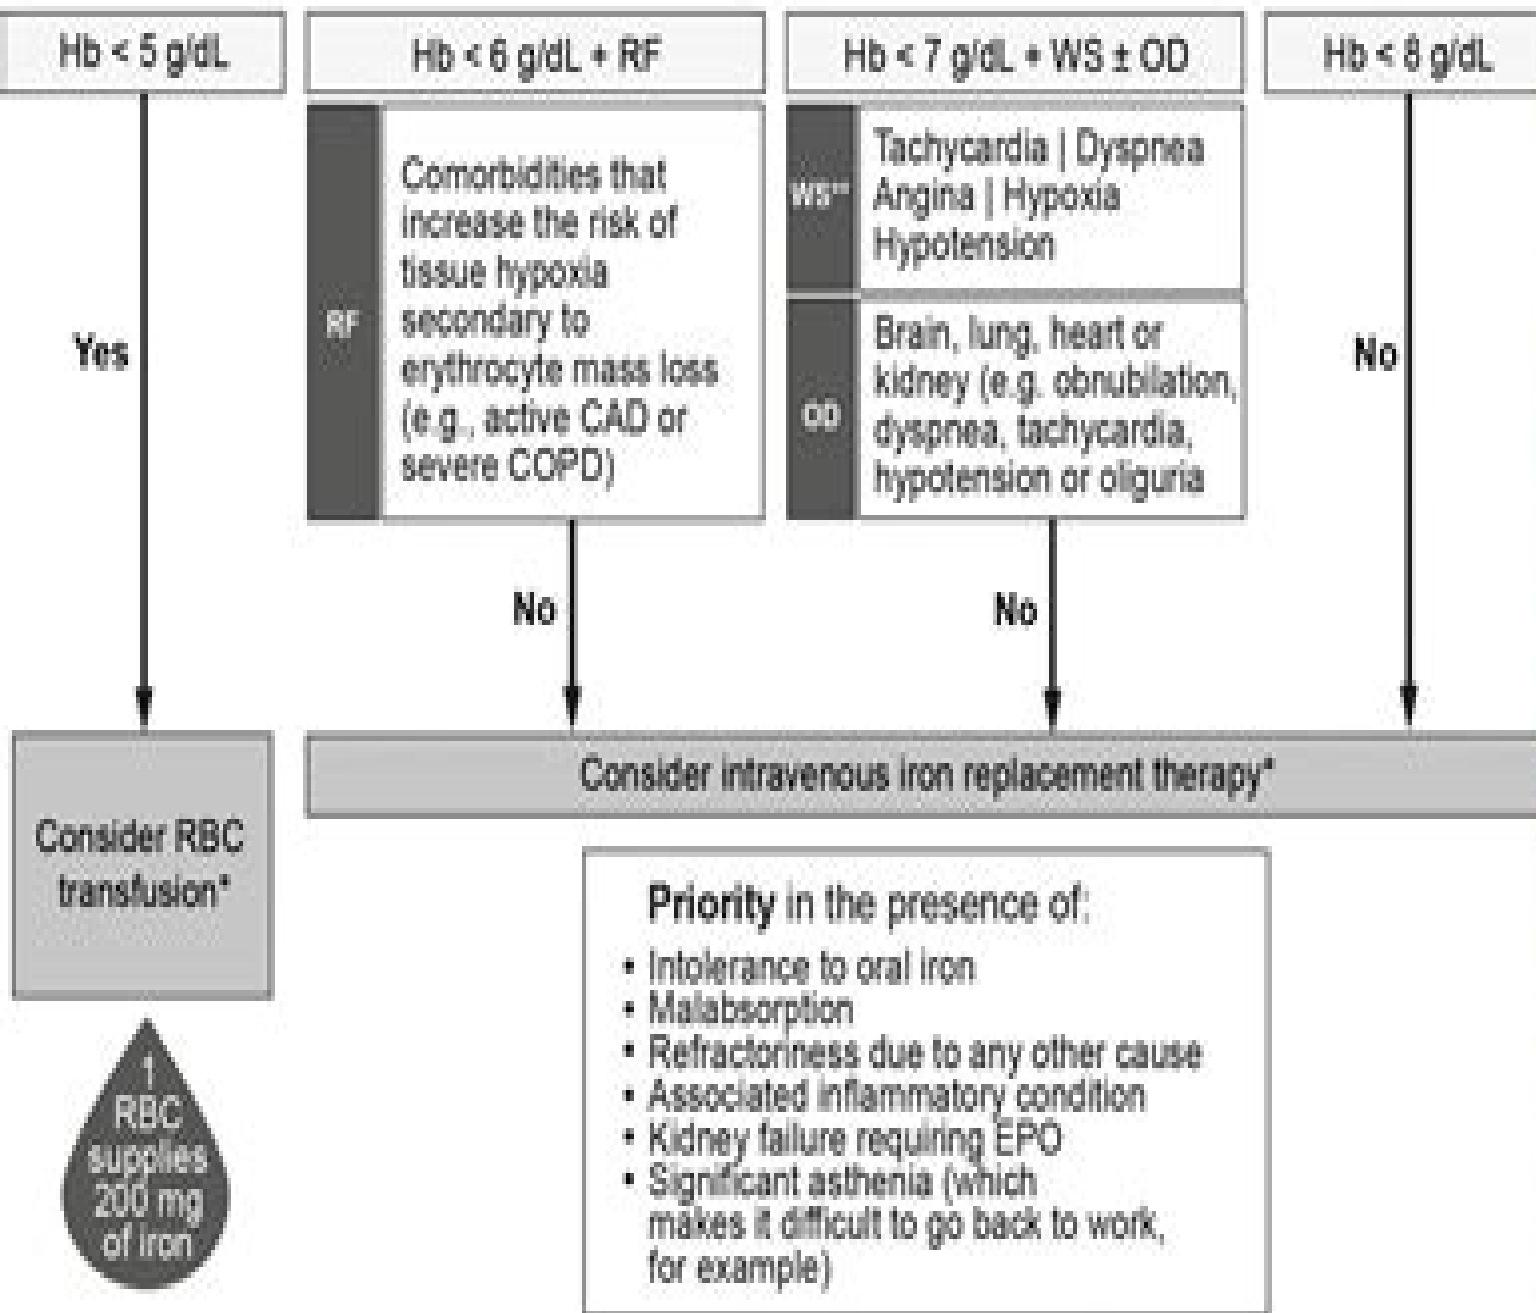 Hb < 5 g/dL
Hb < 6 g/dL + RF
Hb < 7 g/dL + WS ± OD
Hb < 8 g/dL
RF
Comorbidities that
increase the risk of
tissue hypoxia
secondary to
erythrocyte mass loss
(e.g., active CAD or
severe COPD)
WS**
Tachycardia | Dyspnea
Angina | Hypoxia
Hypotension
OD
Brain, lung, heart or
kidney (e.g. obnubilation,
dyspnea, tachycardia,
hypotension or oliguria
Yes
No
No
No
Consider RBC
transfusion*
Consider intravenous iron replacement therapy*
1
RBC
supplies
200 mg
of iron
Priority in the presence of:
• Intolerance to oral iron
• Malabsorption
• Refractoriness due to any other cause
• Associated inflammatory condition
• Kidney failure requiring EPO
• Significant asthenia (which
makes it difficult to go back to work,
for example)